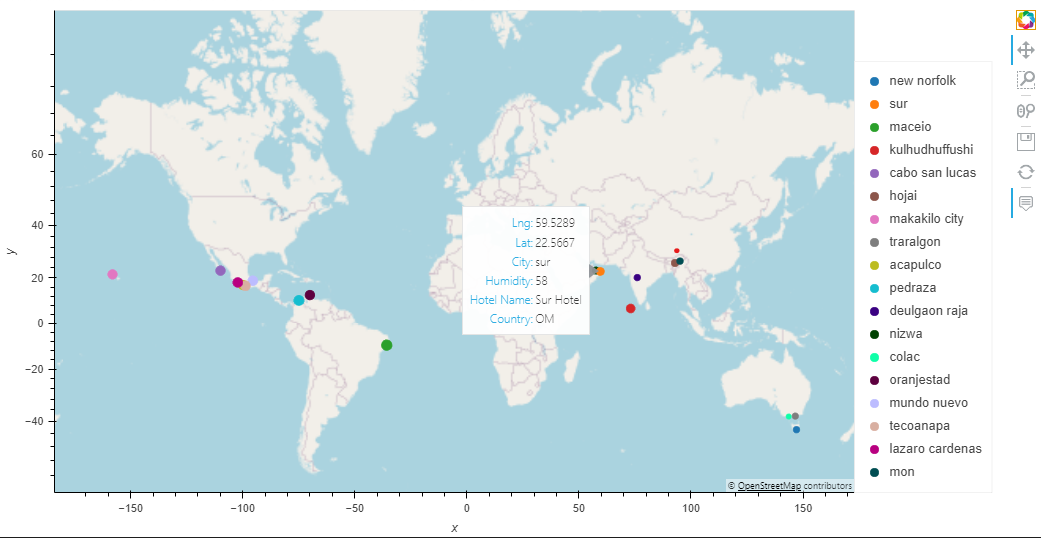 60
40
20
0
−20
−40
y
−150
−100
−50
0
50
100
150
x
Lng: 59.5289
Lat: 22.5667
City: sur
Humidity: 58
Hotel Name: Sur Hotel
Country: OM
© OpenStreetMap contributors
new norfolk
sur
maceio
kulhudhuffushi
cabo san lucas
hojai
makakilo city
traralgon
acapulco
pedraza
deulgaon raja
nizwa
colac
oranjestad
mundo nuevo
tecoanapa
lazaro cardenas
mon